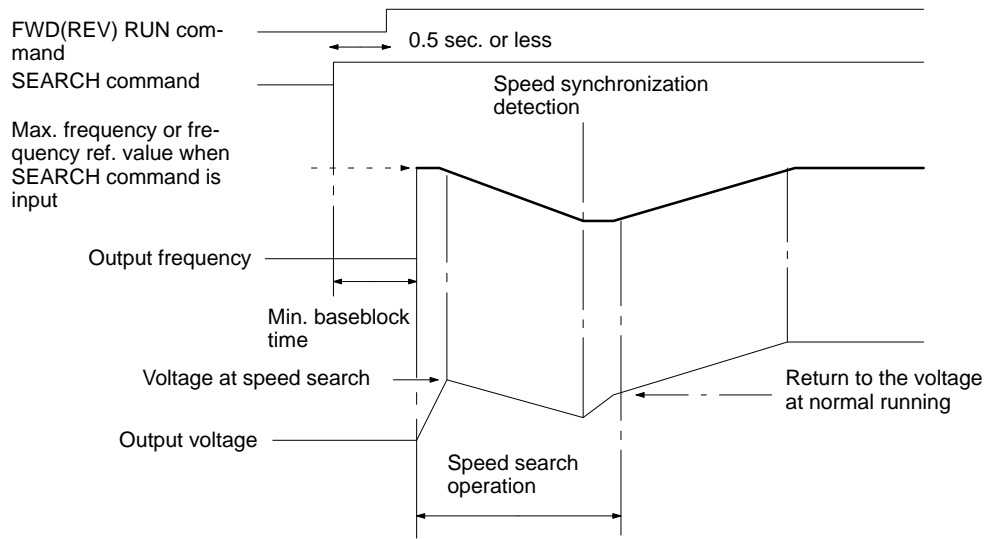 FWD(REV) RUN com-
mand
0.5 sec. or less
SEARCH command
Speed synchronization
detection
Max. frequency or fre-
quency ref. value when
SEARCH command is
input
Output frequency
Min. baseblock
time
Voltage at speed search
Return to the voltage
at normal running
Output voltage
Speed search
operation